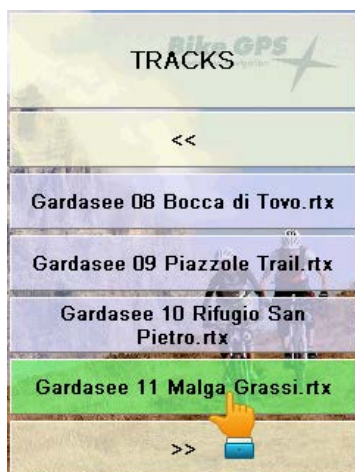 Bike GPS
TRACKS
<<
Gardasee 08 Bocca di Tovo.rtx
Gardasee 09 Piazzole Trail.rtx
Gardasee 10 Rifugio San
Pietro.rtx
Gardasee 11 Malga Grassi.rtx
>>